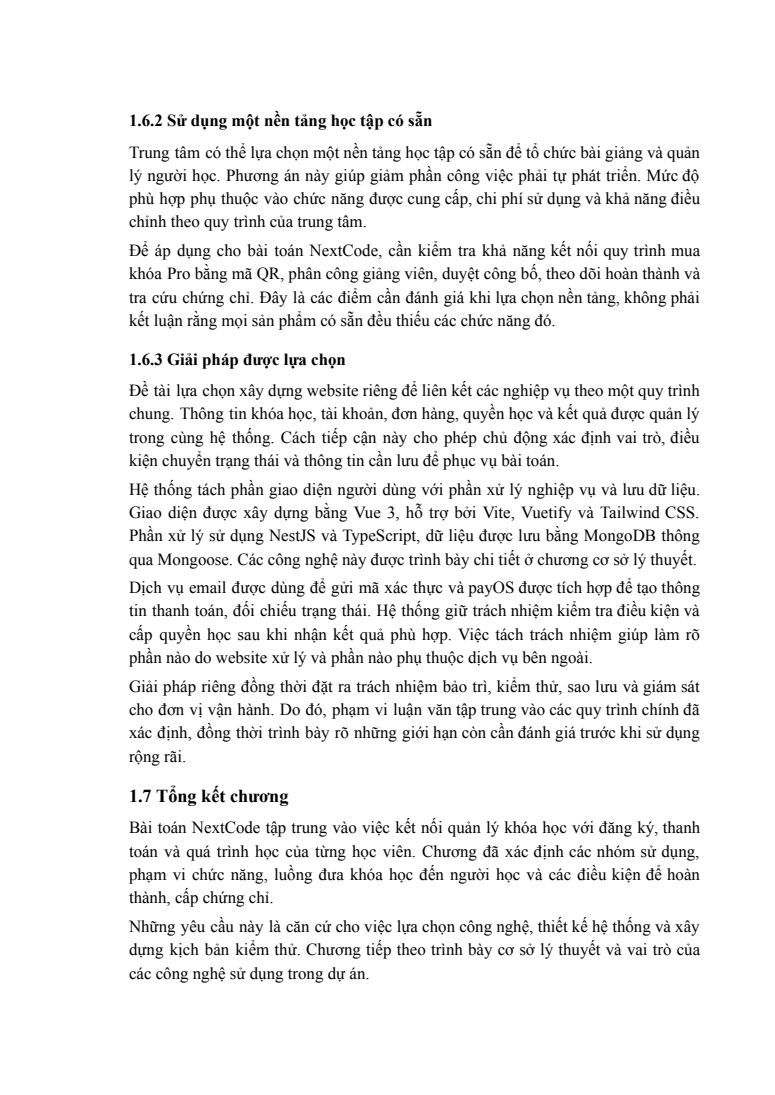 1.6.2 Sử dụng một nền tảng học tập có sẵn
Trung tâm có thể lựa chọn một nền tảng học tập có sẵn để tổ chức bài giảng và quản
lý người học. Phương án này giúp giảm phần công việc phải tự phát triển. Mức độ
phù hợp phụ thuộc vào chức năng được cung cấp, chi phí sử dụng và khả năng điều
chỉnh theo quy trình của trung tâm.
Để áp dụng cho bài toán NextCode, cần kiểm tra khả năng kết nối quy trình mua
khóa Pro bằng mã QR, phân công giảng viên, duyệt công bố, theo dõi hoàn thành và
tra cứu chứng chỉ. Đây là các điểm cần đánh giá khi lựa chọn nền tảng, không phải
kết luận rằng mọi sản phẩm có sẵn đều thiếu các chức năng đó.
1.6.3 Giải pháp được lựa chọn
Đề tài lựa chọn xây dựng website riêng để liên kết các nghiệp vụ theo một quy trình
chung. Thông tin khóa học, tài khoản, đơn hàng, quyền học và kết quả được quản lý
trong cùng hệ thống. Cách tiếp cận này cho phép chủ động xác định vai trò, điều
kiện chuyển trạng thái và thông tin cần lưu để phục vụ bài toán.
Hệ thống tách phần giao diện người dùng với phần xử lý nghiệp vụ và lưu dữ liệu.
Giao diện được xây dựng bằng Vue 3, hỗ trợ bởi Vite, Vuetify và Tailwind CSS.
Phần xử lý sử dụng NestJS và TypeScript, dữ liệu được lưu bằng MongoDB thông
qua Mongoose. Các công nghệ này được trình bày chi tiết ở chương cơ sở lý thuyết.
Dịch vụ email được dùng để gửi mã xác thực và payOS được tích hợp để tạo thông
tin thanh toán, đối chiếu trạng thái. Hệ thống giữ trách nhiệm kiểm tra điều kiện và
cấp quyền học sau khi nhận kết quả phù hợp. Việc tách trách nhiệm giúp làm rõ
phần nào do website xử lý và phần nào phụ thuộc dịch vụ bên ngoài.
Giải pháp riêng đồng thời đặt ra trách nhiệm bảo trì, kiểm thử, sao lưu và giám sát
cho đơn vị vận hành. Do đó, phạm vi luận văn tập trung vào các quy trình chính đã
xác định, đồng thời trình bày rõ những giới hạn còn cần đánh giá trước khi sử dụng
rộng rãi.
1.7 Tổng kết chương
Bài toán NextCode tập trung vào việc kết nối quản lý khóa học với đăng ký, thanh
toán và quá trình học của từng học viên. Chương đã xác định các nhóm sử dụng,
phạm vi chức năng, luồng đưa khóa học đến người học và các điều kiện để hoàn
thành, cấp chứng chỉ.
Những yêu cầu này là căn cứ cho việc lựa chọn công nghệ, thiết kế hệ thống và xây
dựng kịch bản kiểm thử. Chương tiếp theo trình bày cơ sở lý thuyết và vai trò của
các công nghệ sử dụng trong dự án.